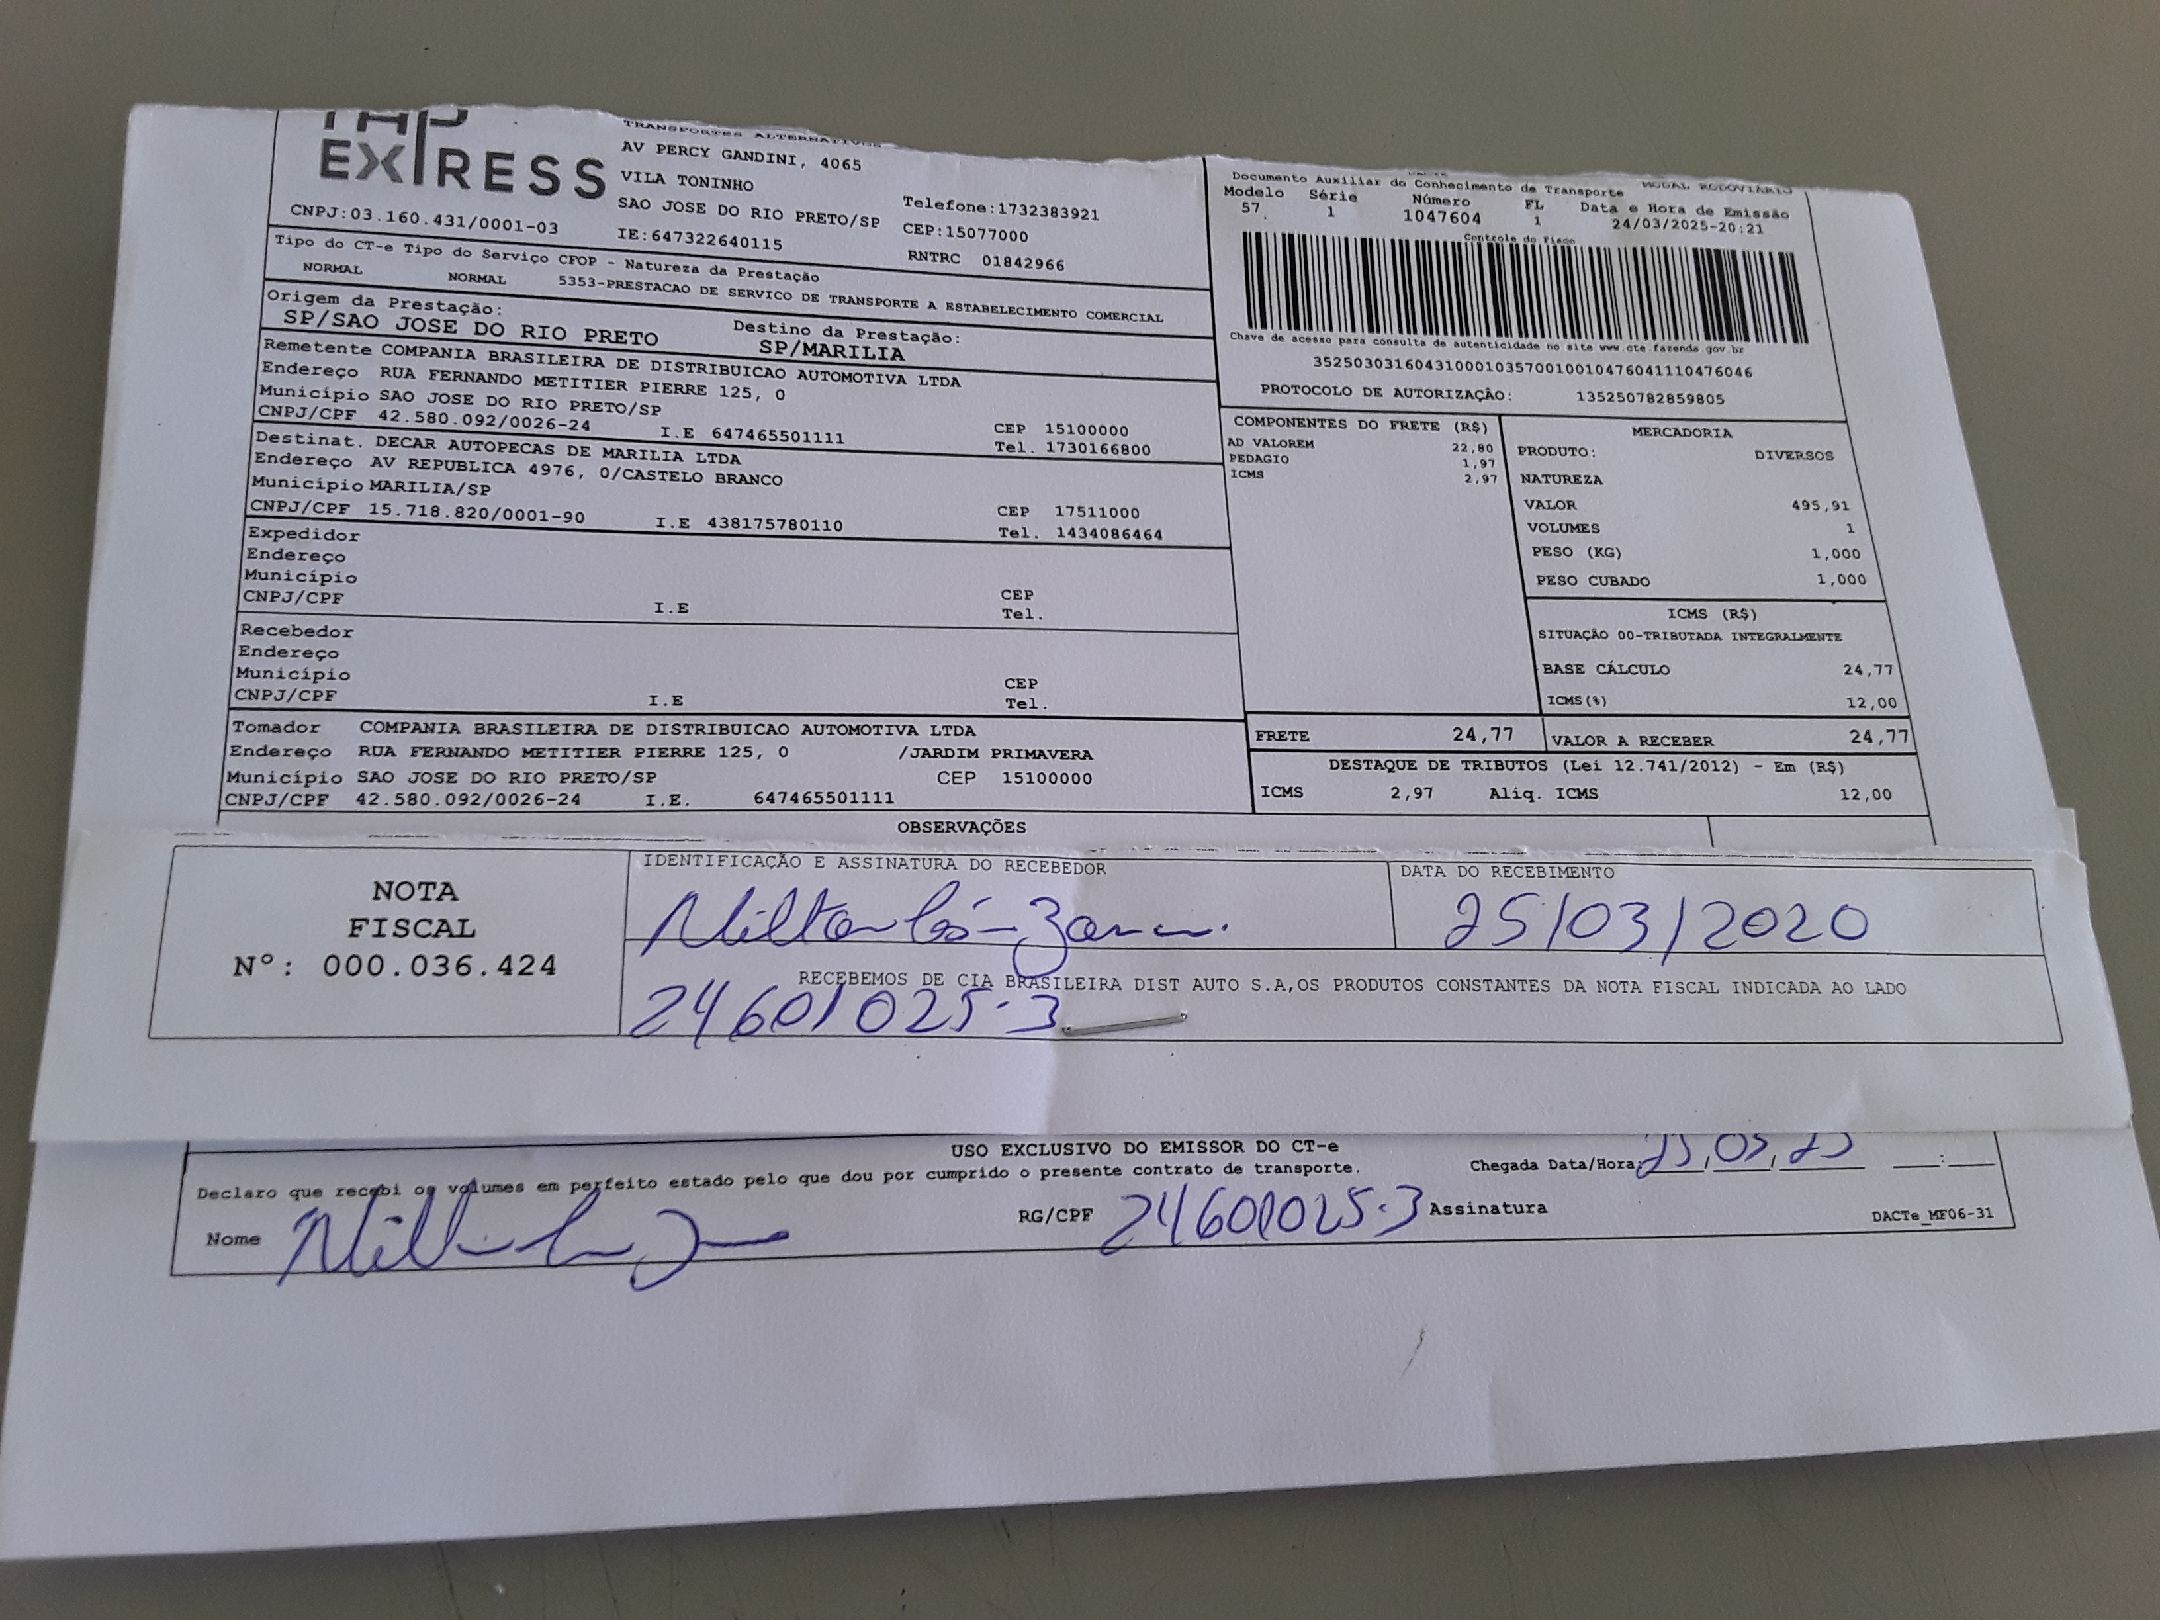 TAP
EXPRESS
TRANSPORTES
AV PERCY GANDINI, 4065
VILA TONINHO
SAO JOSE DO RIO PRETO/SP
Telefone:1732383921
CNPJ:03.160.431/0001-03
IE:647322640115
CEP:15077000
RNTRC 01842966
MODAL RODOVIÁRIO
Documento Auxiliar do Conhecimento de Transporte
Modelo Série Número FL Data e Hora de Emissão
57 1 1047604 1 24/03/2025-20:21
Controle do Fisco
Chave de acesso para consulta de autenticidade no site www.cte.fazenda.gov.br
35250303160431000103570010010476041110476046
PROTOCOLO DE AUTORIZAÇÃO: 135250782859805
Tipo do CT-e Tipo do Serviço CFOP - Natureza da Prestação
NORMAL NORMAL 5353-PRESTACAO DE SERVICO DE TRANSPORTE A ESTABELECIMENTO COMERCIAL
Origem da Prestação: Destino da Prestação:
SP/SAO JOSE DO RIO PRETO SP/MARILIA
Remetente COMPANIA BRASILEIRA DE DISTRIBUICAO AUTOMOTIVA LTDA
Endereço RUA FERNANDO METITIER PIERRE 125, 0
Município SAO JOSE DO RIO PRETO/SP CEP 15100000
CNPJ/CPF 42.580.092/0026-24 I.E 647465501111 Tel. 1730166800
Destinat. DECAR AUTOPECAS DE MARILIA LTDA
Endereço AV REPUBLICA 4976, 0/CASTELO BRANCO
Município MARILIA/SP CEP 17511000
CNPJ/CPF 15.718.820/0001-90 I.E 438175780110 Tel. 1434086464
Expedidor
Endereço
Município CEP
CNPJ/CPF I.E Tel.
Recebedor
Endereço
Município CEP
CNPJ/CPF I.E Tel.
Tomador COMPANIA BRASILEIRA DE DISTRIBUICAO AUTOMOTIVA LTDA
Endereço RUA FERNANDO METITIER PIERRE 125, 0 /JARDIM PRIMAVERA
Município SAO JOSE DO RIO PRETO/SP CEP 15100000
CNPJ/CPF 42.580.092/0026-24 I.E. 647465501111
COMPONENTES DO FRETE (R$)
AD VALOREM 22,80
PEDAGIO 1,97
ICMS 2,97
MERCADORIA
PRODUTO: DIVERSOS
NATUREZA
VALOR 495,91
VOLUMES 1
PESO (KG) 1,000
PESO CUBADO 1,000
ICMS (R$)
SITUAÇÃO 00-TRIBUTADA INTEGRALMENTE
BASE CÁLCULO 24,77
ICMS(%) 12,00
FRETE 24,77 VALOR A RECEBER 24,77
DESTAQUE DE TRIBUTOS (Lei 12.741/2012) - Em (R$)
ICMS 2,97 Aliq. ICMS 12,00
OBSERVAÇÕES
NOTA
FISCAL
N°: 000.036.424
IDENTIFICAÇÃO E ASSINATURA DO RECEBEDOR
DATA DO RECEBIMENTO
25/03/2020
RECEBEMOS DE CIA BRASILEIRA DIST AUTO S.A,OS PRODUTOS CONSTANTES DA NOTA FISCAL INDICADA AO LADO
24601025-3
USO EXCLUSIVO DO EMISSOR DO CT-e
Declaro que recebi os volumes em perfeito estado pelo que dou por cumprido o presente contrato de transporte.
Chegada Data/Hora: 25,03,25 __:__
Nome
RG/CPF 24601025-3 Assinatura
DACTe_MF06-31